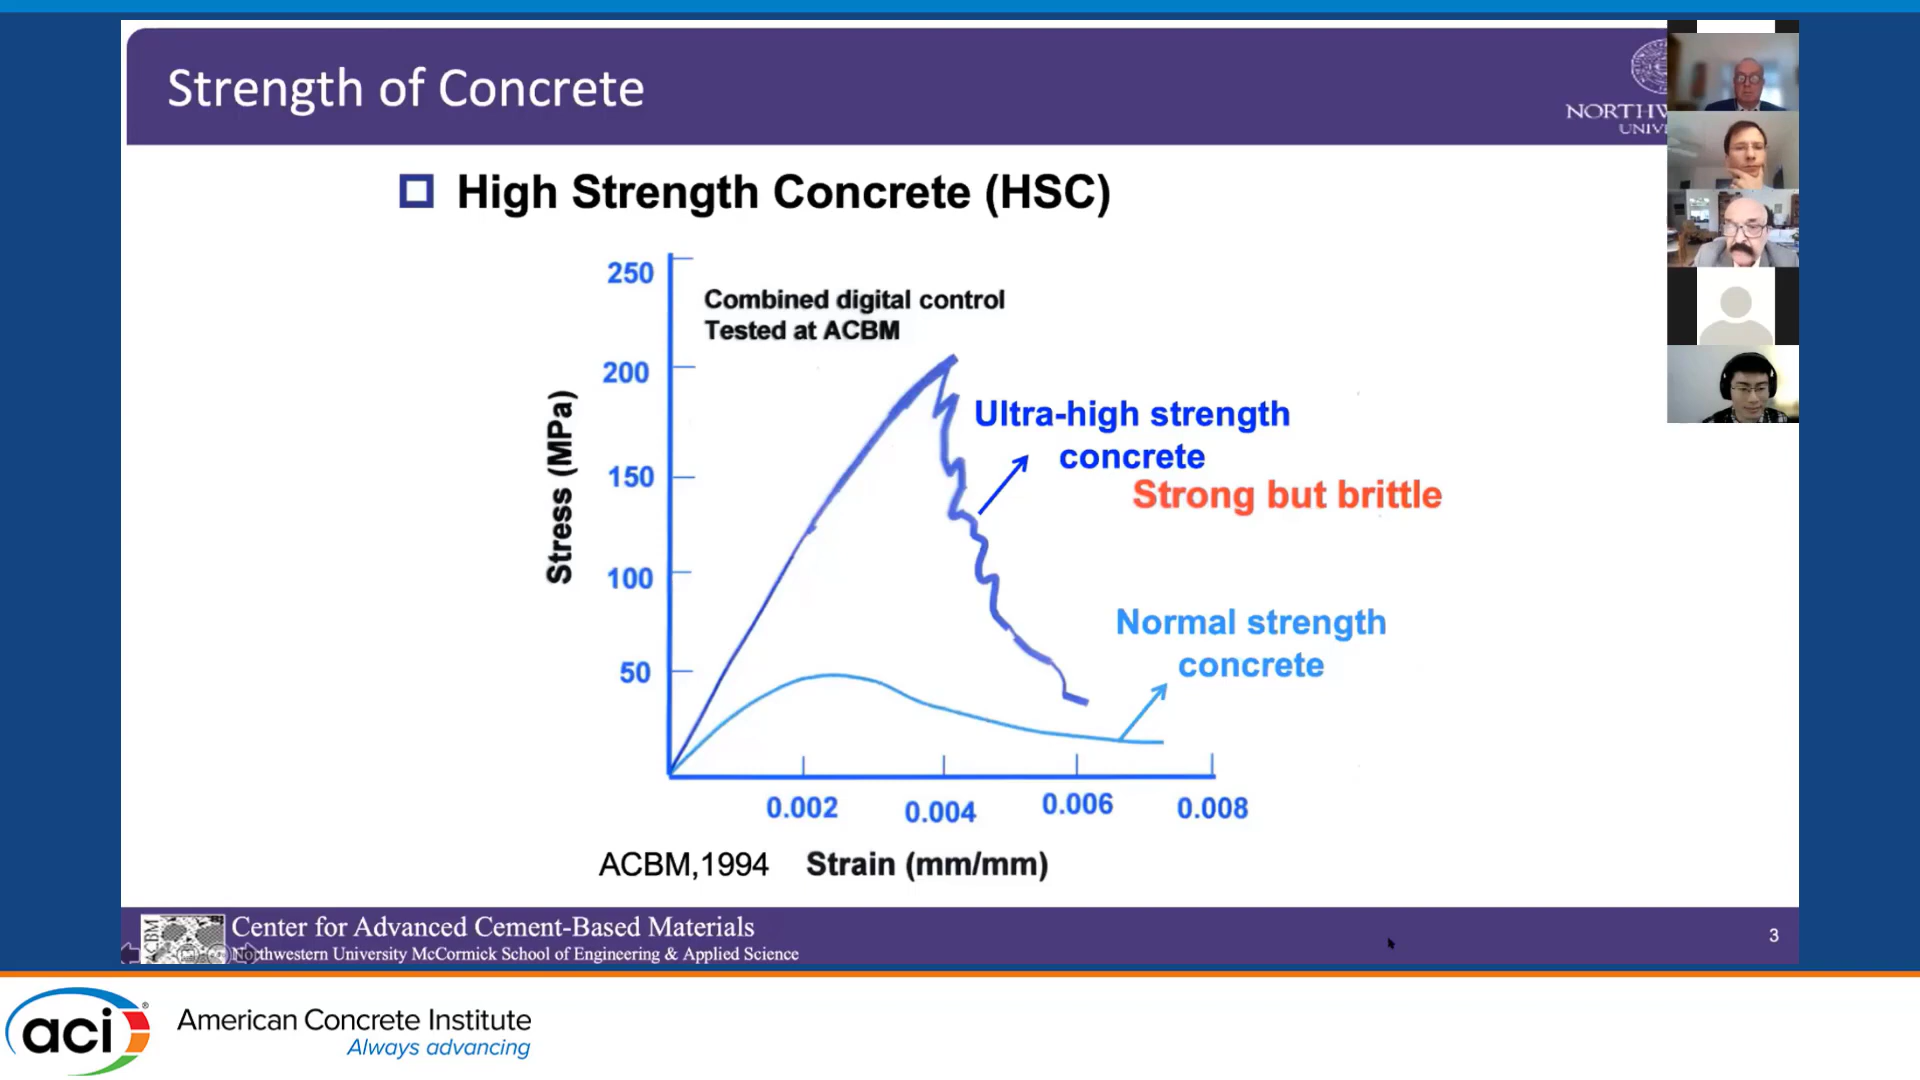 Strength of Concrete
High Strength Concrete (HSC)
250
Combined digital control
Tested at ACBM
200
Ultra-high strength
concrete
Strong but brittle
Stress (MPa)
150
100
Normal strength
concrete
50
0.002
0.004
0.006
0.008
ACBM,1994
Strain (mm/mm)
ACBM
Center for Advanced Cement-Based Materials
Northwestern University McCormick School of Engineering & Applied Science
3
aci®
American Concrete Institute
Always advancing